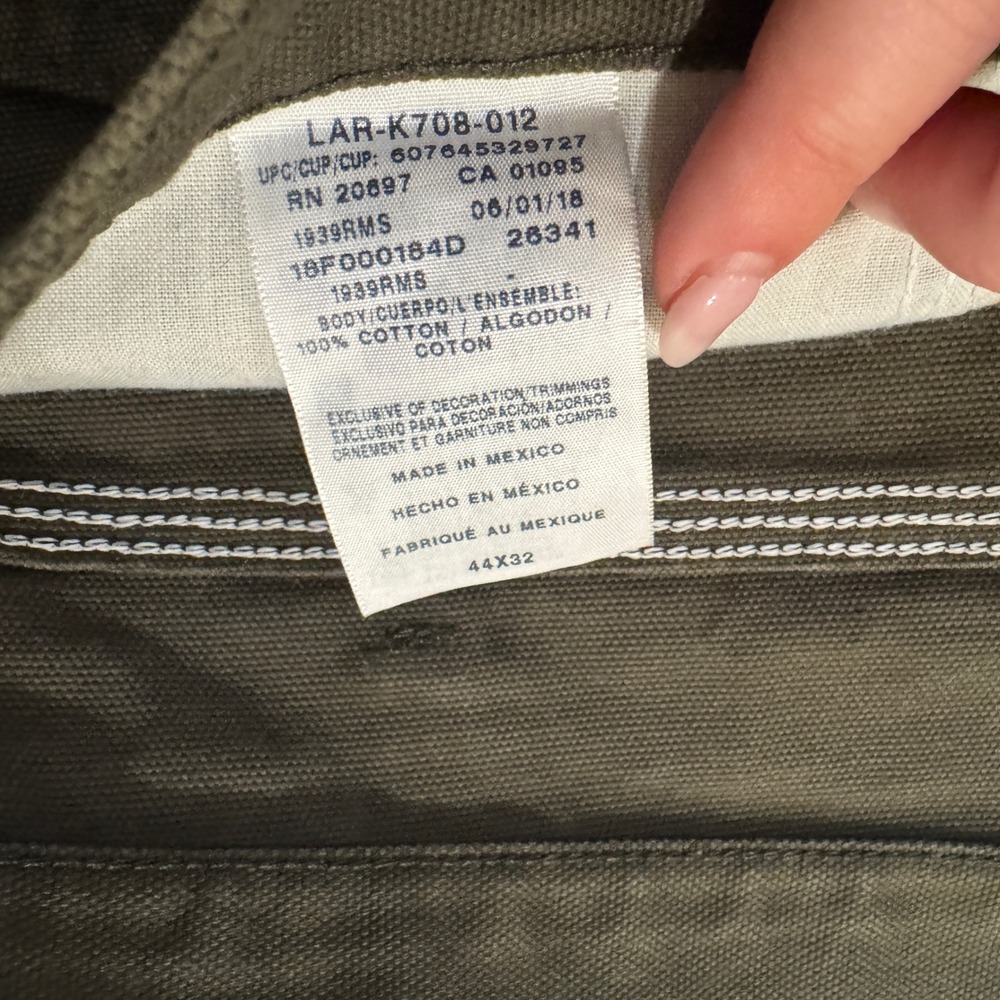 LAR-K708-012
UPC/CUP/CUP: 607645329727
RN 20697 CA 01095
1939RMS 06/01/18
18F000164D 26341
1939RMS -
BODY/CUERPO/L'ENSEMBLE:
100% COTTON / ALGODON /
COTON
EXCLUSIVE OF DECORATION/TRIMMINGS
EXCLUSIVO PARA DECORACIÓN/ADORNOS
ORNEMENT ET GARNITURE NON COMPRIS
MADE IN MEXICO
HECHO EN MÉXICO
FABRIQUÉ AU MEXIQUE
44X32